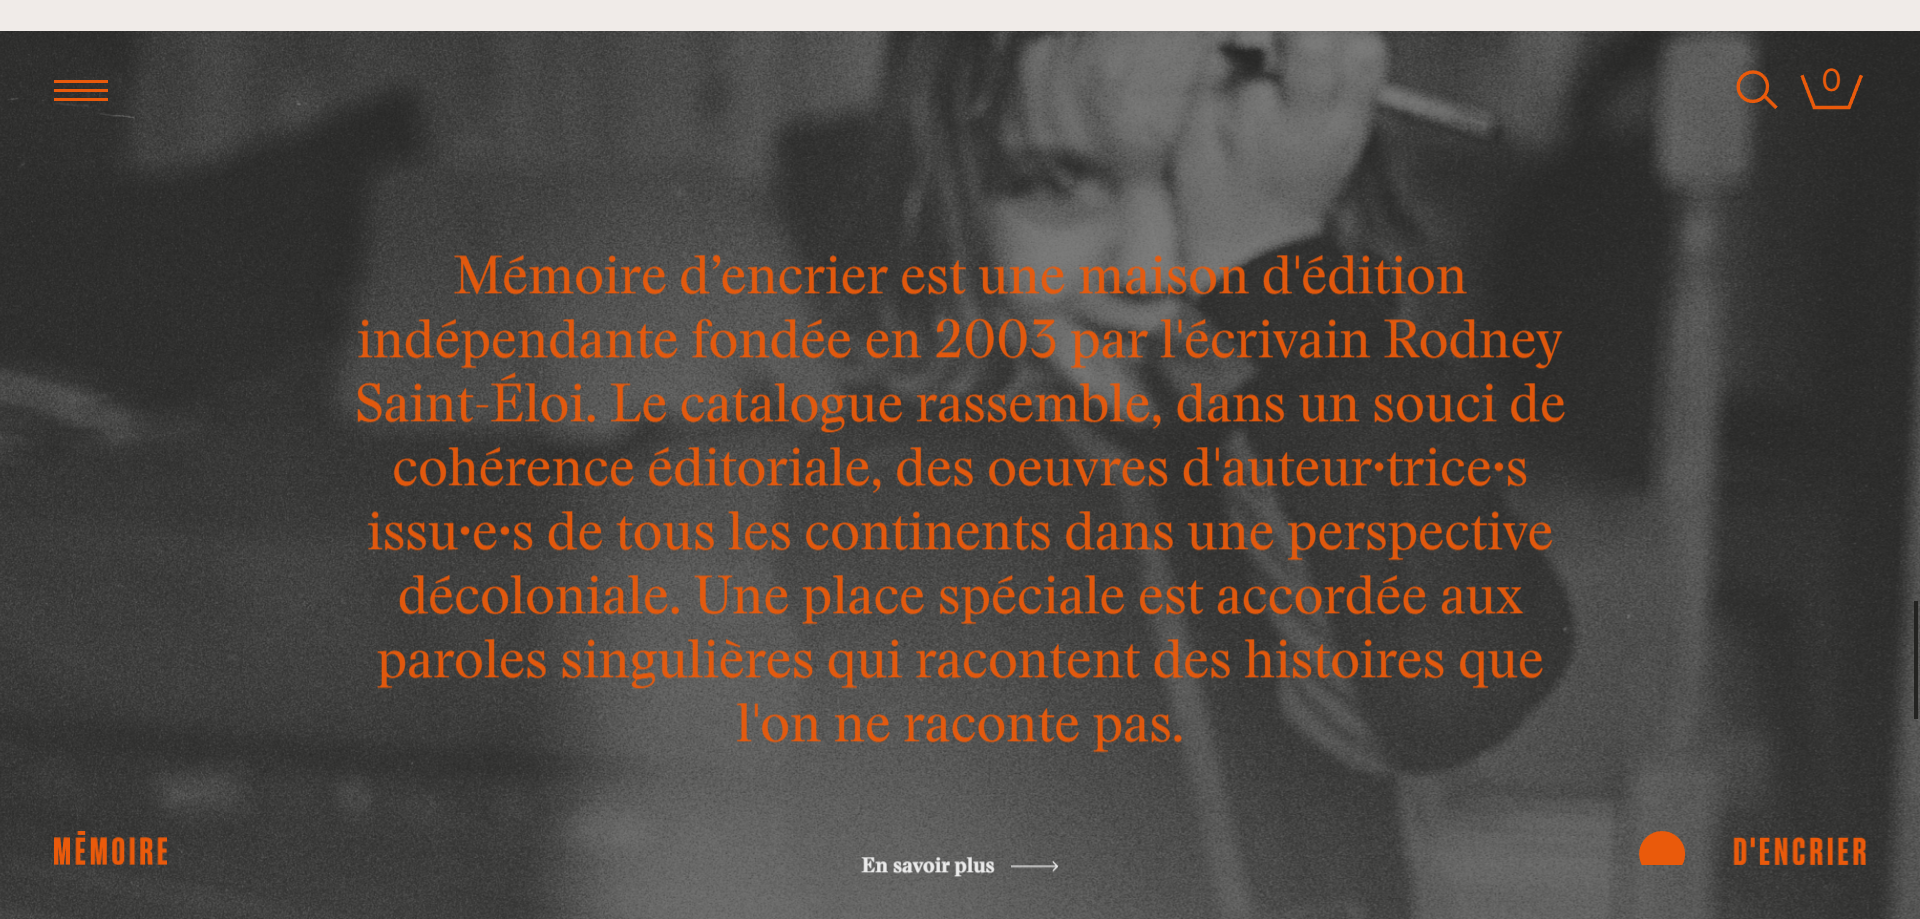 0
Mémoire d’encrier est une maison d'édition
indépendante fondée en 2003 par l'écrivain Rodney
Saint-Éloi. Le catalogue rassemble, dans un souci de
cohérence éditoriale, des oeuvres d'auteur·trice·s
issu·e·s de tous les continents dans une perspective
décoloniale. Une place spéciale est accordée aux
paroles singulières qui racontent des histoires que
l'on ne raconte pas.
MĒMOIRE
En savoir plus
D'ENCRIER